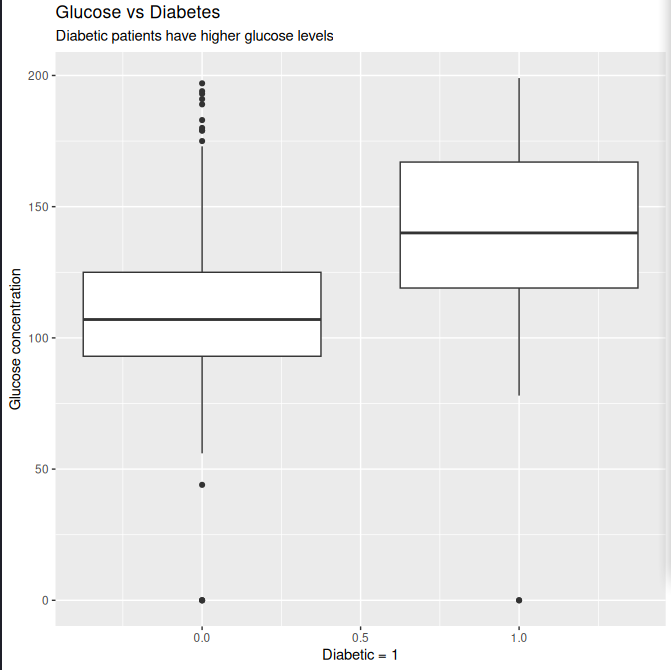 Glucose vs Diabetes
Diabetic patients have higher glucose levels
200
150
100
50
0
Glucose concentration
0.0 0.5 1.0
Diabetic = 1